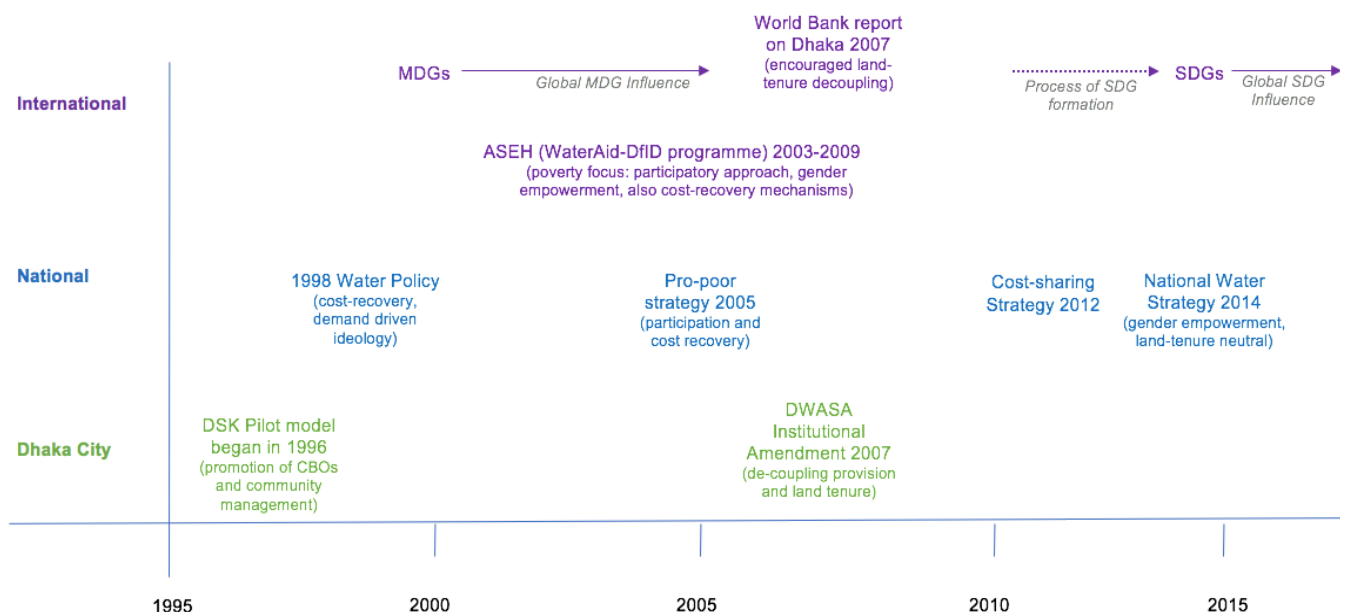 International
MDGs
Global MDG Influence
World Bank report
on Dhaka 2007
(encouraged land-
tenure decoupling)
Process of SDG
formation
SDGs
Global SDG
Influence
ASEH (WaterAid-DfID programme) 2003-2009
(poverty focus: participatory approach, gender
empowerment, also cost-recovery mechanisms)
National
1998 Water Policy
(cost-recovery,
demand driven
ideology)
Pro-poor
strategy 2005
(participation and
cost recovery)
Cost-sharing
Strategy 2012
National Water
Strategy 2014
(gender empowerment,
land-tenure neutral)
Dhaka City
DSK Pilot model
began in 1996
(promotion of CBOs
and community
management)
DWASA
Institutional
Amendment 2007
(de-coupling provision
and land tenure)
1995
2000
2005
2010
2015